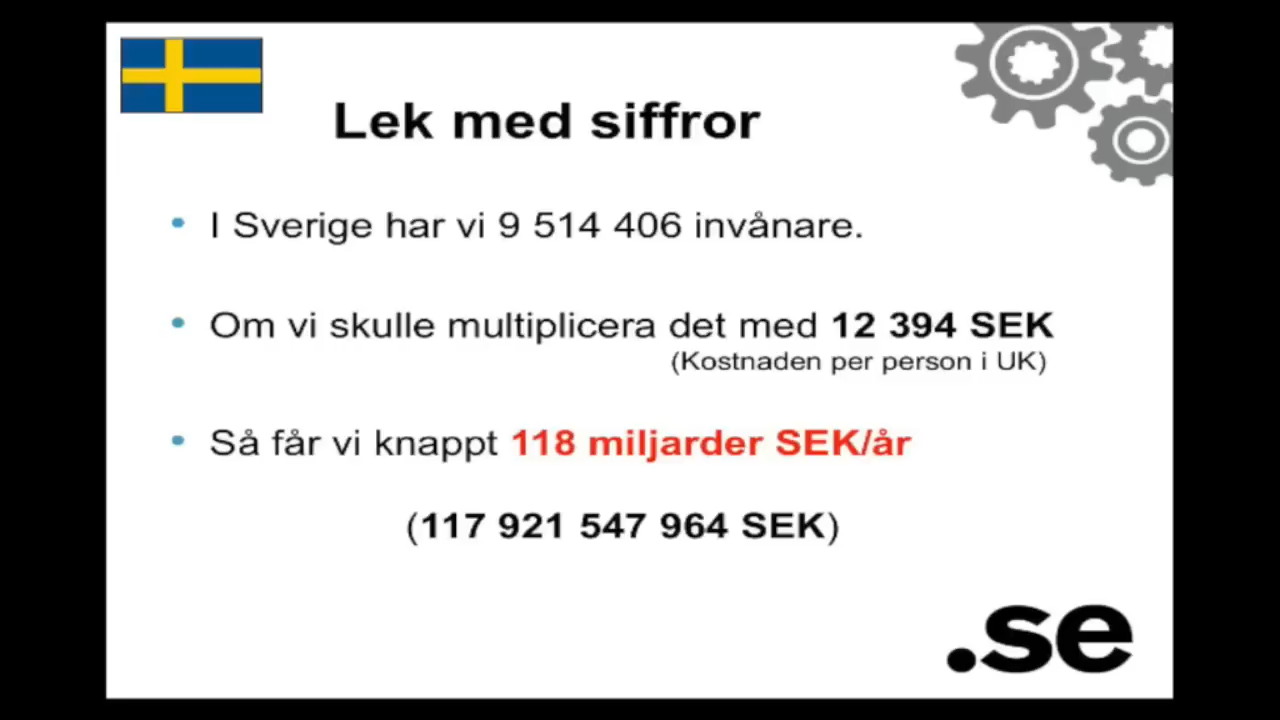 Lek med siffror
• I Sverige har vi 9 514 406 invånare.
• Om vi skulle multiplicera det med 12 394 SEK
(Kostnaden per person i UK)
• Så får vi knappt 118 miljarder SEK/år
(117 921 547 964 SEK)
.se